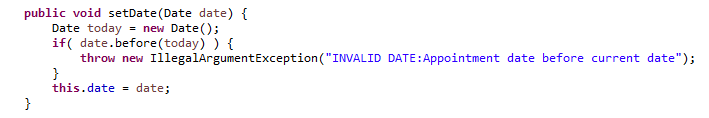 public void setDate(Date date) {
Date today = new Date();
if( date.before(today) ) {
throw new IllegalArgumentException("INVALID DATE:Appointment date before current date");
}
this.date = date;
}